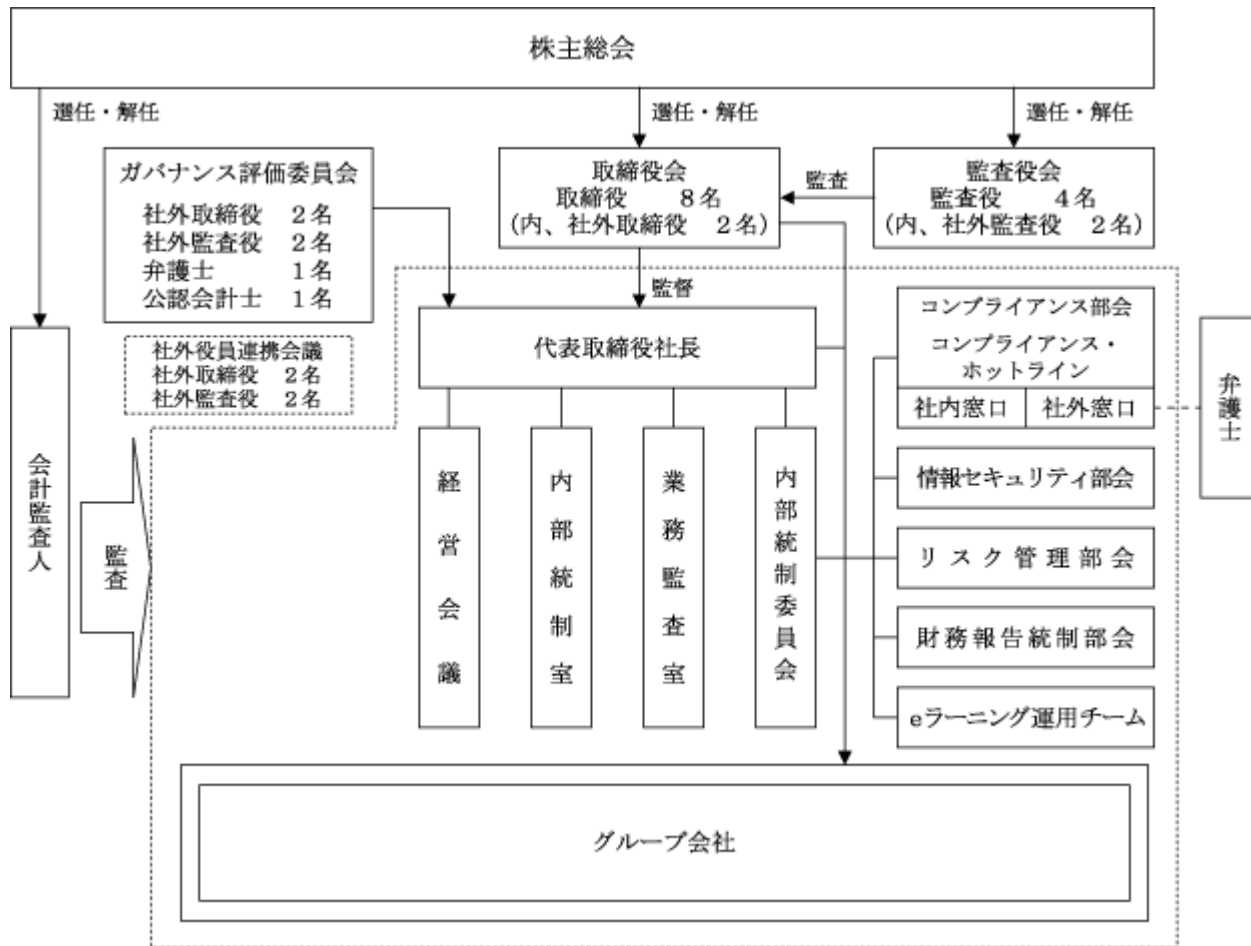 株主総会
選任・解任
選任・解任
選任・解任
ガバナンス評価委員会
社外取締役　２名
社外監査役　２名
弁護士　　　１名
公認会計士　１名
取締役会
取締役　　８名
(内、社外取締役　２名)
監査
監査役会
監査役　　４名
(内、社外監査役　２名)
監督
社外役員連携会議
社外取締役　２名
社外監査役　２名
代表取締役社長
コンプライアンス部会
コンプライアンス・
ホットライン
社内窓口
社外窓口
弁護士
会計監査人
監査
経営会議
内部統制室
業務監査室
内部統制委員会
情報セキュリティ部会
リスク管理部会
財務報告統制部会
eラーニング運用チーム
グループ会社